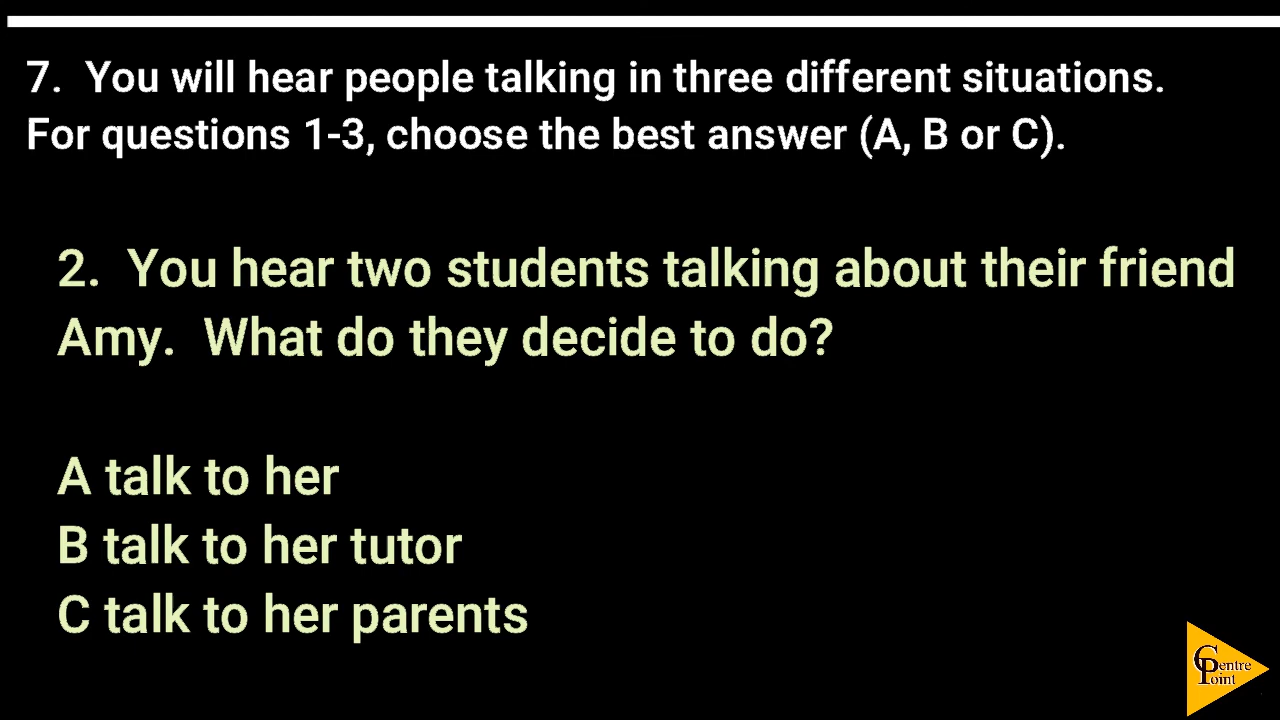 7. You will hear people talking in three different situations.
For questions 1-3, choose the best answer (A, B or C).
2. You hear two students talking about their friend
Amy. What do they decide to do?
A talk to her
B talk to her tutor
C talk to her parents
Centre
Point